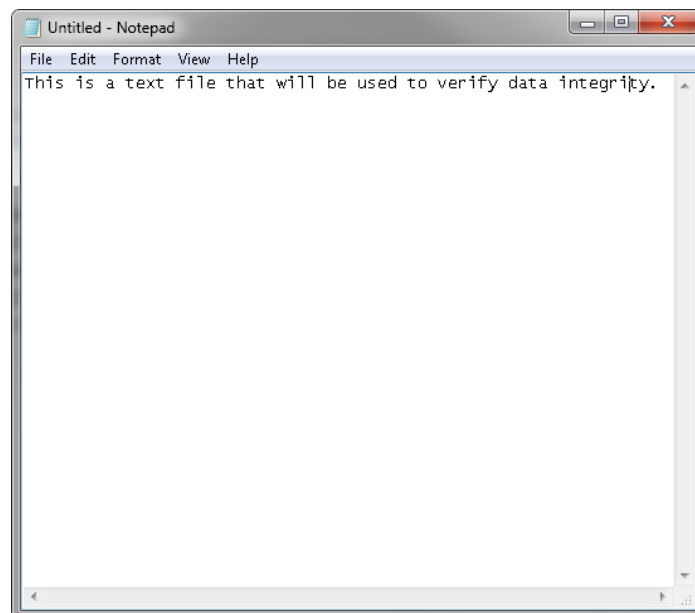 Untitled - Notepad
File Edit Format View Help
This is a text file that will be used to verify data integrity.